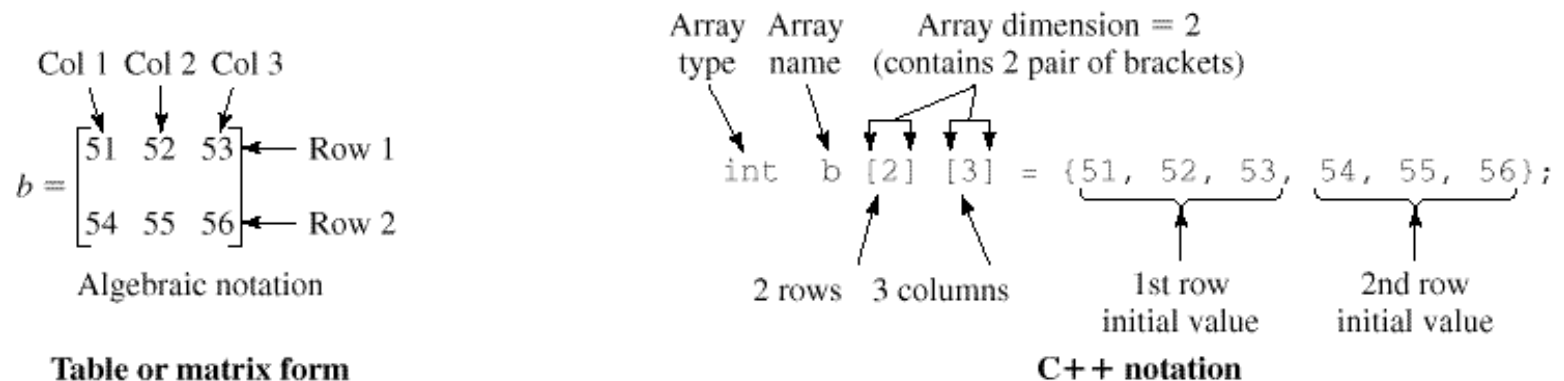 Col 1 Col 2 Col 3
b = [51 52 53] Row 1
[54 55 56] Row 2
Algebraic notation
Table or matrix form
Array type
Array name
Array dimension = 2
(contains 2 pair of brackets)
int b [2] [3] = {51, 52, 53, 54, 55, 56};
2 rows 3 columns
1st row
initial value
2nd row
initial value
C++ notation